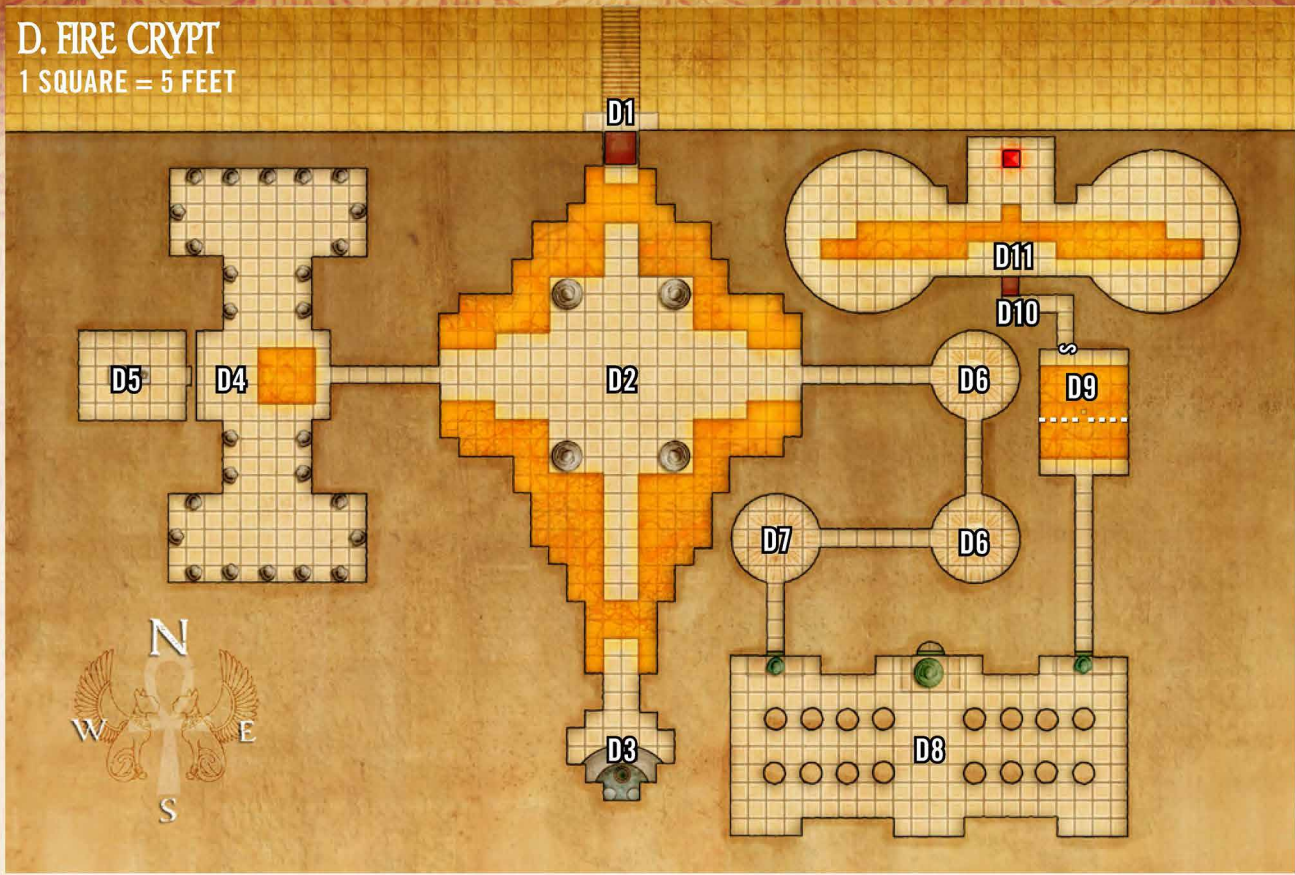 D. FIRE CRYPT
1 SQUARE = 5 FEET
D1
D11
D10
S
D5
D4
D2
D6
D9
D7
D6
N
W
E
S
D3
D8